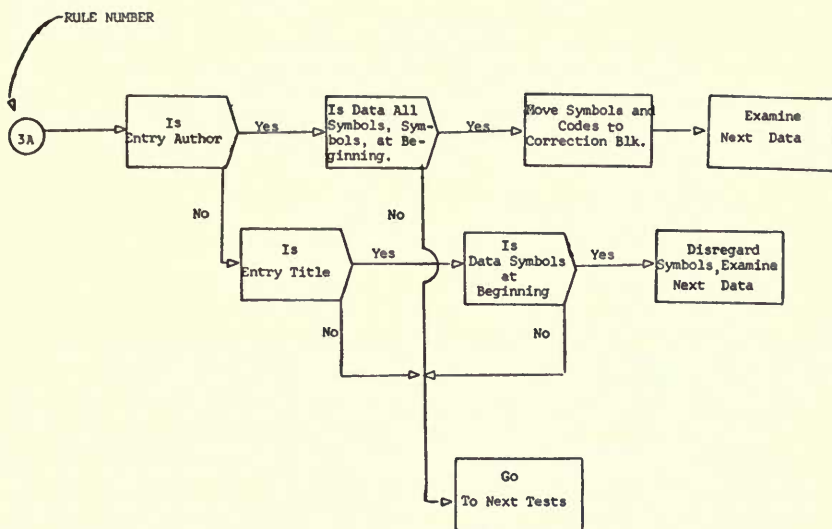 RULE NUMBER
3A
Is
Entry Author
Yes
Is Data All
Symbols, Sym-
bols, at Be-
ginning.
Yes
Move Symbols and
Codes to
Correction Blk.
Examine
Next Data
No
No
Is
Entry Title
Yes
Is
Data Symbols
at
Beginning
Yes
Disregard
Symbols, Examine
Next Data
No
No
Go
To Next Tests